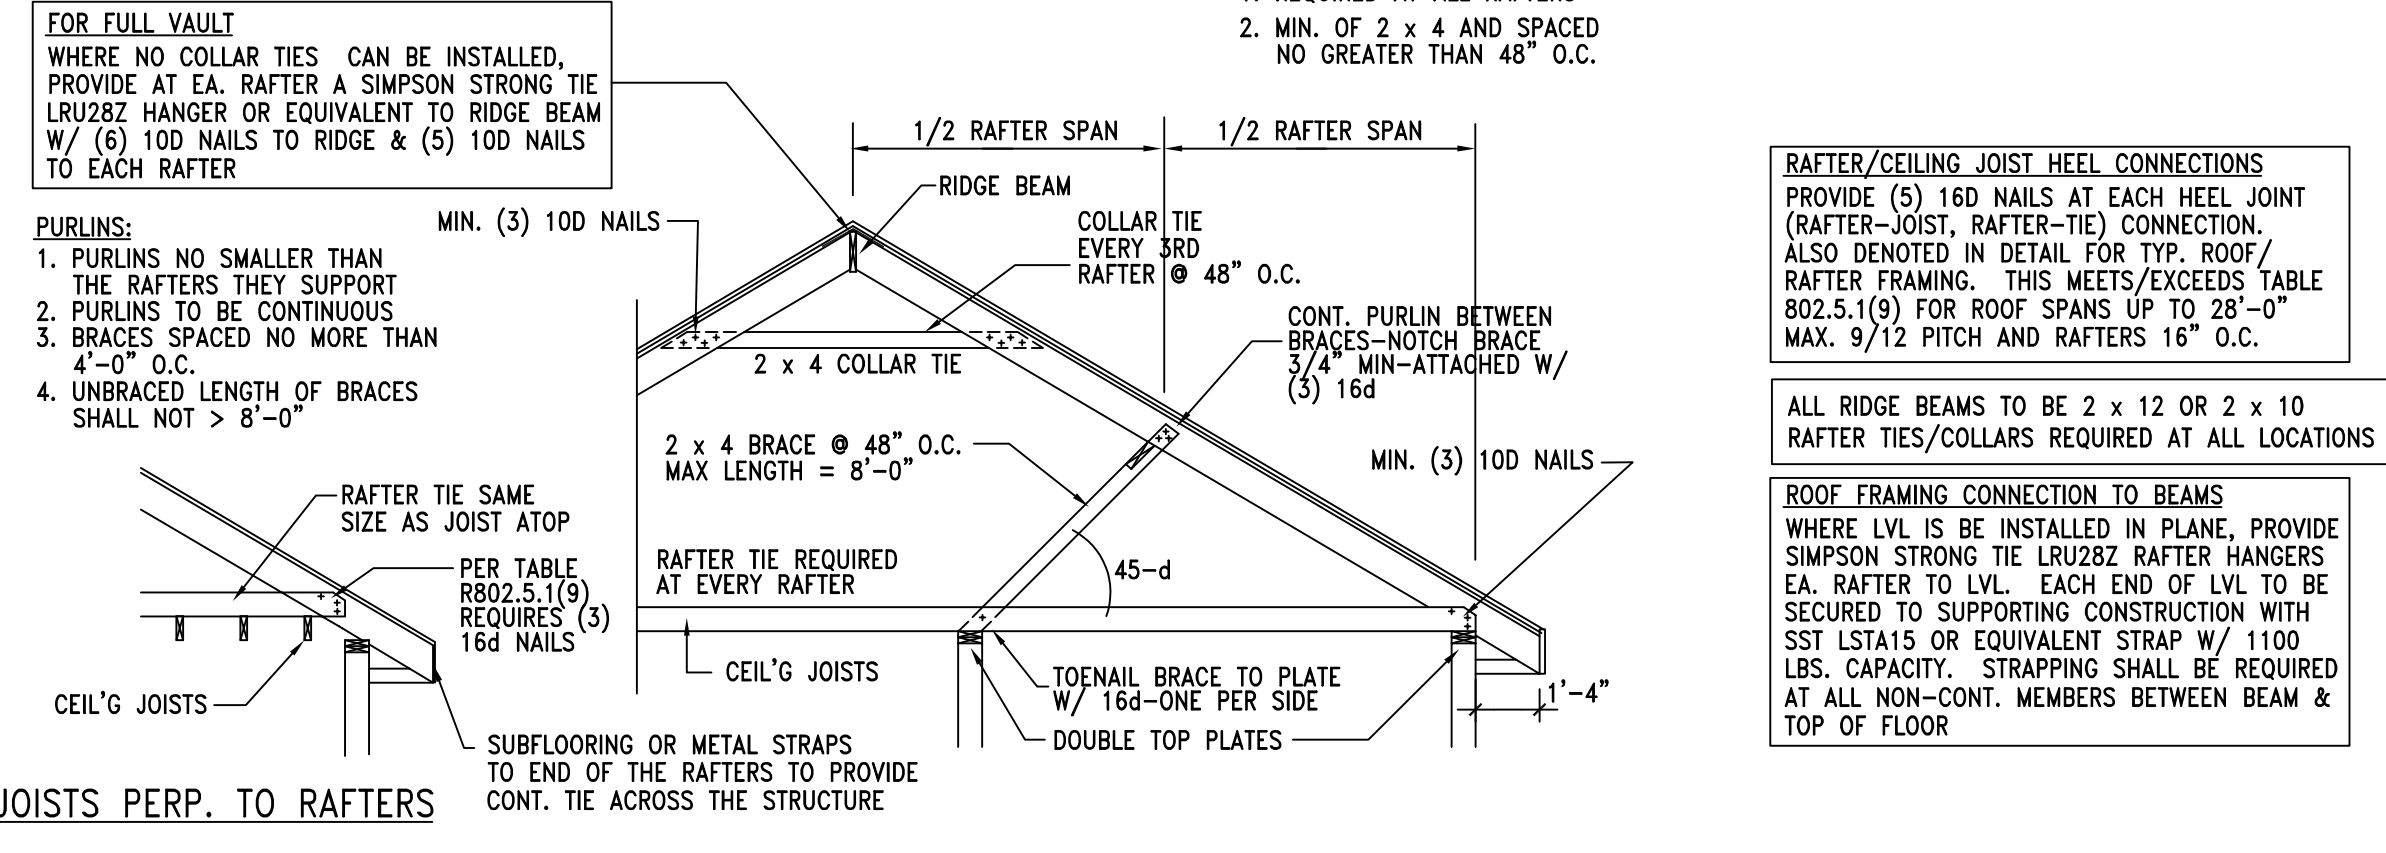 FOR FULL VAULT
WHERE NO COLLAR TIES CAN BE INSTALLED,
PROVIDE AT EA. RAFTER A SIMPSON STRONG TIE
LRU28Z HANGER OR EQUIVALENT TO RIDGE BEAM
W/ (6) 10D NAILS TO RIDGE & (5) 10D NAILS
TO EACH RAFTER
2. MIN. OF 2 x 4 AND SPACED
NO GREATER THAN 48" O.C.
PURLINS:
1. PURLINS NO SMALLER THAN
THE RAFTERS THEY SUPPORT
2. PURLINS TO BE CONTINUOUS
3. BRACES SPACED NO MORE THAN
4'-0" O.C.
4. UNBRACED LENGTH OF BRACES
SHALL NOT > 8'-0"
1/2 RAFTER SPAN
1/2 RAFTER SPAN
RIDGE BEAM
MIN. (3) 10D NAILS
COLLAR TIE
EVERY 3RD
RAFTER @ 48" O.C.
2 x 4 COLLAR TIE
CONT. PURLIN BETWEEN
BRACES-NOTCH BRACE
3/4" MIN-ATTACHED W/
(3) 16d
2 x 4 BRACE @ 48" O.C.
MAX LENGTH = 8'-0"
MIN. (3) 10D NAILS
RAFTER TIE REQUIRED
AT EVERY RAFTER
45-d
CEIL'G JOISTS
TOENAIL BRACE TO PLATE
W/ 16d-ONE PER SIDE
DOUBLE TOP PLATES
1'-4"
RAFTER TIE SAME
SIZE AS JOIST ATOP
PER TABLE
R802.5.1(9)
REQUIRES (3)
16d NAILS
CEIL'G JOISTS
SUBFLOORING OR METAL STRAPS
TO END OF THE RAFTERS TO PROVIDE
CONT. TIE ACROSS THE STRUCTURE
JOISTS PERP. TO RAFTERS
RAFTER/CEILING JOIST HEEL CONNECTIONS
PROVIDE (5) 16D NAILS AT EACH HEEL JOINT
(RAFTER-JOIST, RAFTER-TIE) CONNECTION.
ALSO DENOTED IN DETAIL FOR TYP. ROOF/
RAFTER FRAMING. THIS MEETS/EXCEEDS TABLE
802.5.1(9) FOR ROOF SPANS UP TO 28'-0"
MAX. 9/12 PITCH AND RAFTERS 16" O.C.
ALL RIDGE BEAMS TO BE 2 x 12 OR 2 x 10
RAFTER TIES/COLLARS REQUIRED AT ALL LOCATIONS
ROOF FRAMING CONNECTION TO BEAMS
WHERE LVL IS BE INSTALLED IN PLANE, PROVIDE
SIMPSON STRONG TIE LRU28Z RAFTER HANGERS
EA. RAFTER TO LVL. EACH END OF LVL TO BE
SECURED TO SUPPORTING CONSTRUCTION WITH
SST LSTA15 OR EQUIVALENT STRAP W/ 1100
LBS. CAPACITY. STRAPPING SHALL BE REQUIRED
AT ALL NON-CONT. MEMBERS BETWEEN BEAM &
TOP OF FLOOR